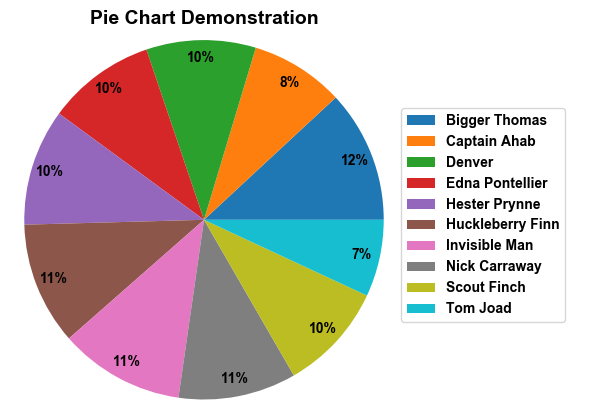 Pie Chart Demonstration
12%
8%
10%
10%
10%
11%
11%
11%
10%
7%
Bigger Thomas
Captain Ahab
Denver
Edna Pontellier
Hester Prynne
Huckleberry Finn
Invisible Man
Nick Carraway
Scout Finch
Tom Joad